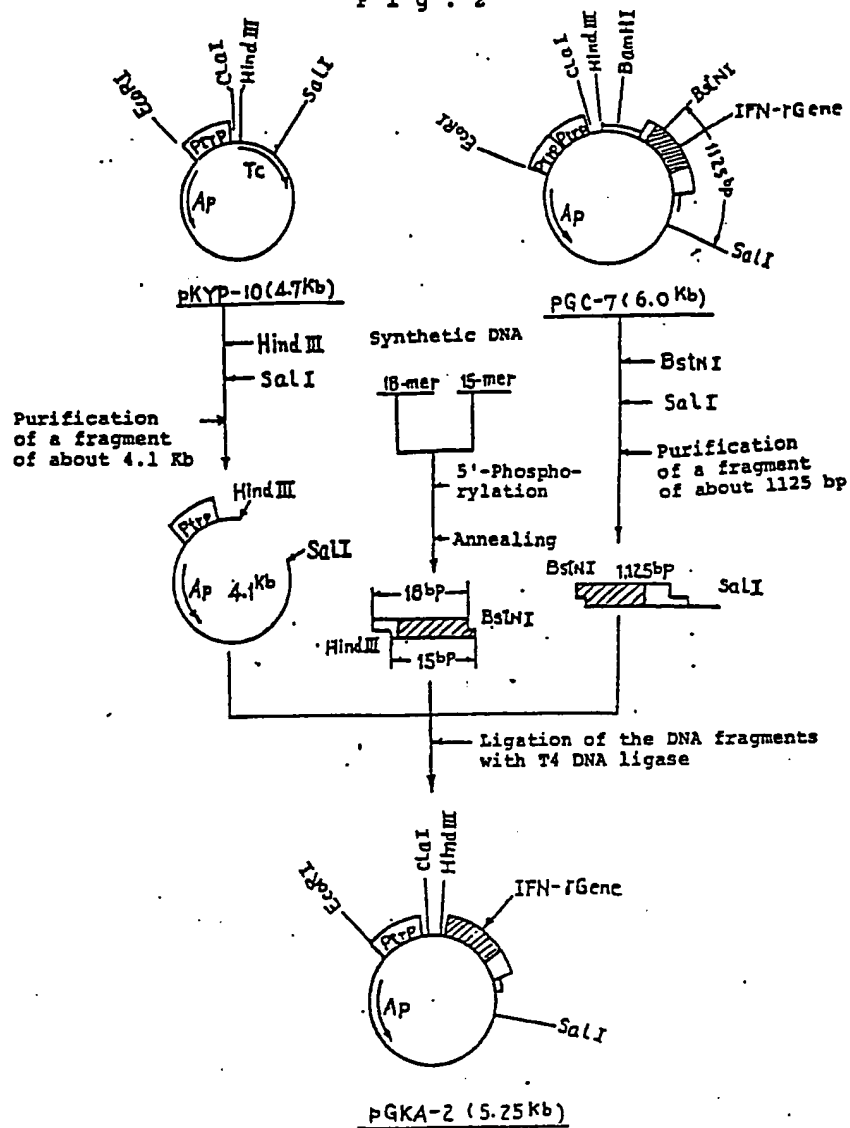 Fig. 2
EcoRI
ClaI
HindIII
SalI
Ptrp
Tc
Ap
pKYP-10(4.7Kb)
EcoRI
ClaI
HindIII
BamHI
BstNI
IFN-rGene
1125bp
Ptrp
Ptrp
Ap
SalI
pGC-7(6.0Kb)
HindIII
SalI
Purification
of a fragment
of about 4.1 Kb
Synthetic DNA
18-mer
15-mer
5'-Phospho-
rylation
Annealing
BstNI
SalI
Purification
of a fragment
of about 1125 bp
Ptrp
HindIII
SalI
Ap
4.1Kb
18bp
BstNI
HindIII
15bp
BstNI
1,125bp
SalI
Ligation of the DNA fragments
with T4 DNA ligase
EcoRI
ClaI
HindIII
IFN-rGene
Ptrp
Ap
SalI
pGKA-2 (5.25Kb)